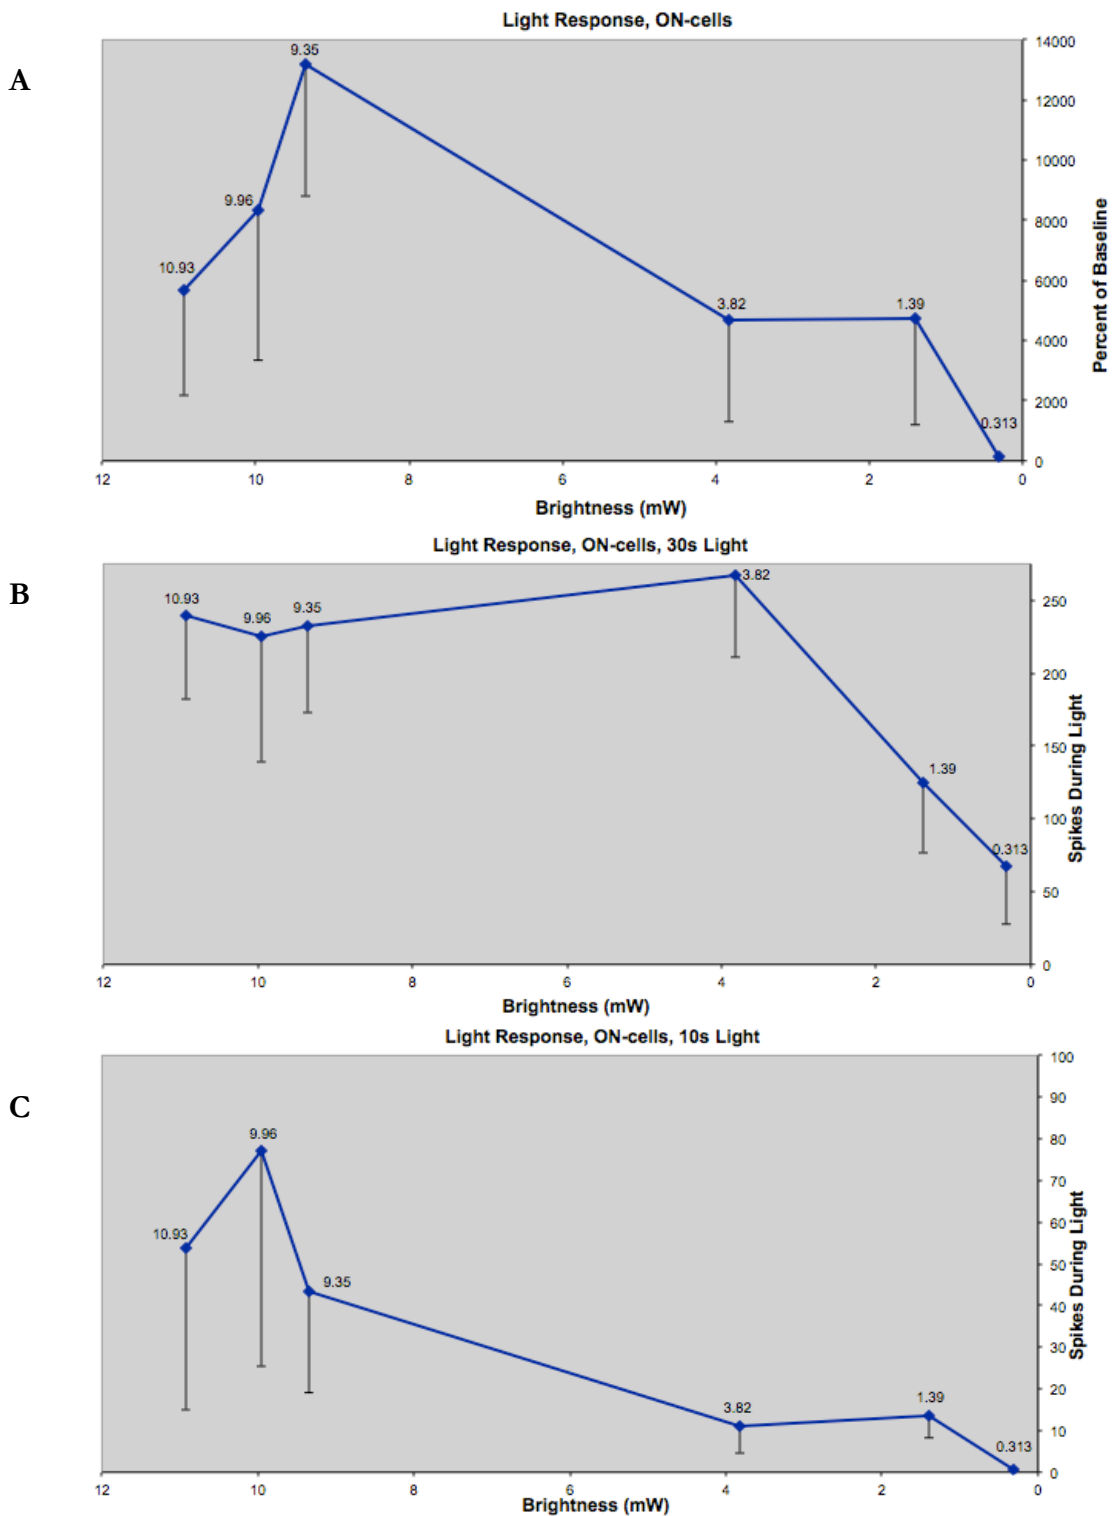 Light Response, ON-cells
A
9.35
14000
12000
10000
8000
6000
4000
2000
0
9.96
10.93
3.82
1.39
0.313
Percent of Baseline
12 10 8 6 4 2 0
Brightness (mW)
Light Response, ON-cells, 30s Light
B
10.93
9.96
9.35
3.82
1.39
0.313
250
200
150
100
50
0
Spikes During Light
12 10 8 6 4 2 0
Brightness (mW)
Light Response, ON-cells, 10s Light
C
10.93
9.96
9.35
3.82
1.39
0.313
100
90
80
70
60
50
40
30
20
10
0
Spikes During Light
12 10 8 6 4 2 0
Brightness (mW)